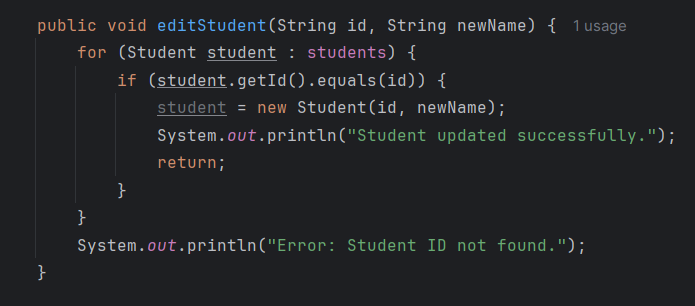 public void editStudent(String id, String newName) { 1 usage
for (Student student : students) {
if (student.getId().equals(id)) {
student = new Student(id, newName);
System.out.println("Student updated successfully.");
return;
}
}
System.out.println("Error: Student ID not found.");
}